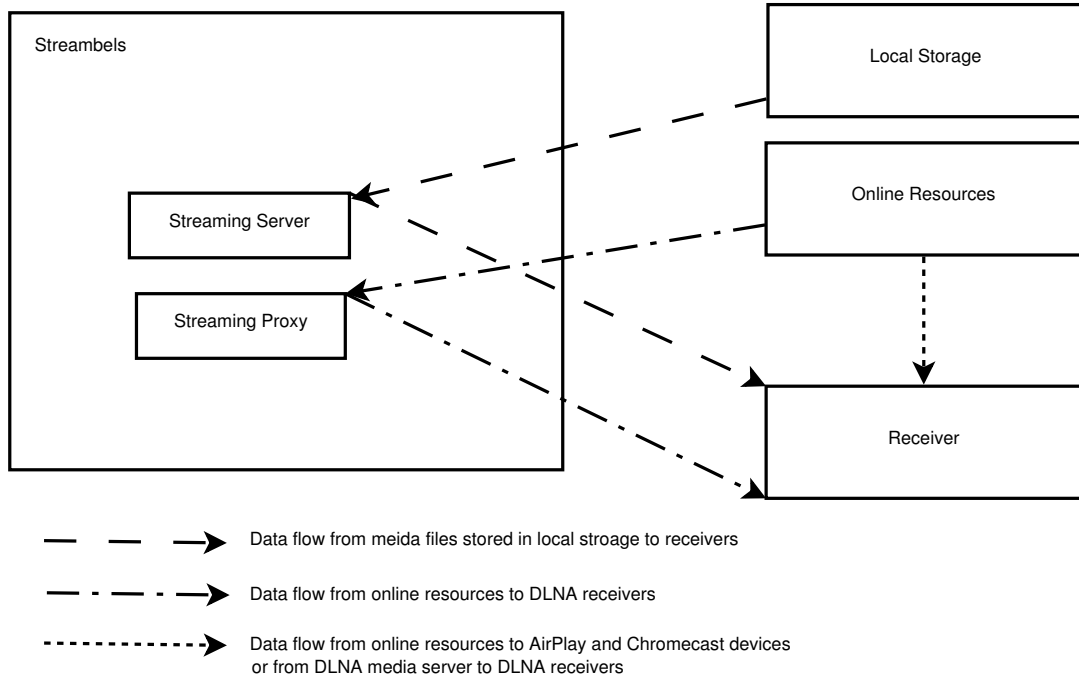 Streambels
Local Storage
Online Resources
Streaming Server
Streaming Proxy
Receiver
Data flow from meida files stored in local stroage to receivers
Data flow from online resources to DLNA receivers
Data flow from online resources to AirPlay and Chromecast devices
or from DLNA media server to DLNA receivers